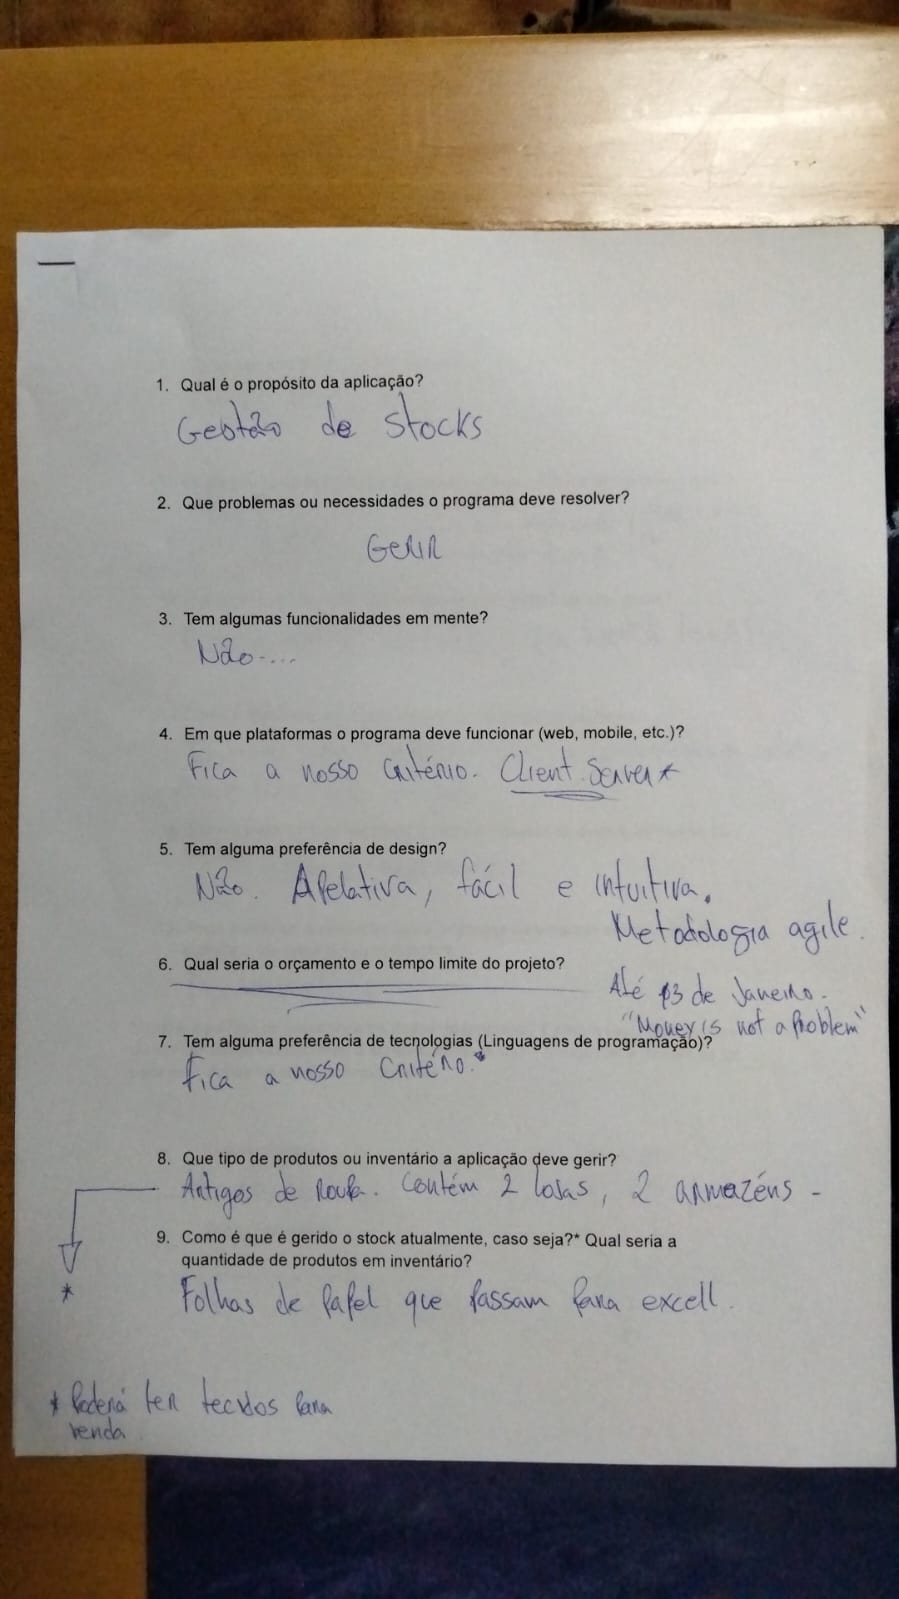 1. Qual é o propósito da aplicação?
Gestão de Stocks
2. Que problemas ou necessidades o programa deve resolver?
Gerir
3. Tem algumas funcionalidades em mente?
Não-...
4. Em que plataformas o programa deve funcionar (web, mobile, etc.)?
Fica a nosso critério. Client Server *
5. Tem alguma preferência de design?
Não. Apelativa, fácil e intuitiva.
Metodologia agile.
6. Qual seria o orçamento e o tempo limite do projeto?
Até 13 de Janeiro.
"Money is not a problem"
7. Tem alguma preferência de tecnologias (Linguagens de programação)?
Fica a nosso critério.*
8. Que tipo de produtos ou inventário a aplicação deve gerir?
Artigos de roupa. Contém 2 lojas, 2 armazéns -
9. Como é que é gerido o stock atualmente, caso seja?* Qual seria a
quantidade de produtos em inventário?
*
Folhas de papel que passam para excell.
* Poderá ter tecidos para
venda